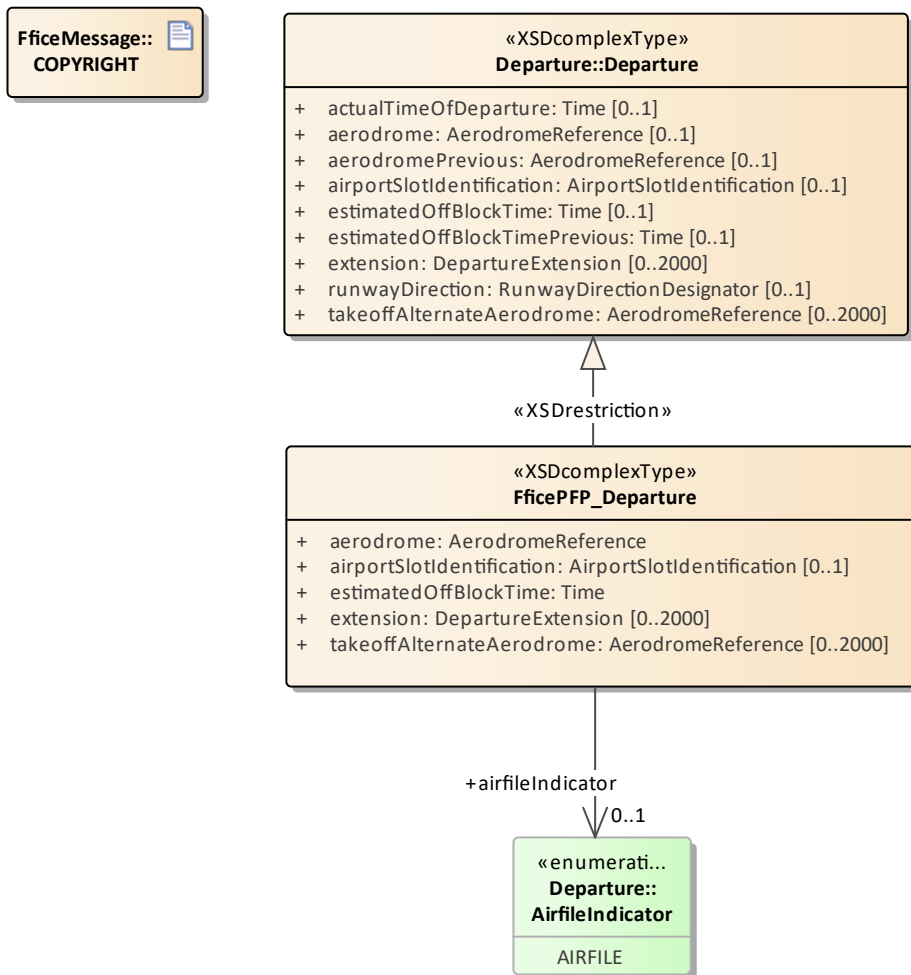 FficeMessage::
COPYRIGHT
«XSDcomplexType»
Departure::Departure
+ actualTimeOfDeparture: Time [0..1]
+ aerodrome: AerodromeReference [0..1]
+ aerodromePrevious: AerodromeReference [0..1]
+ airportSlotIdentification: AirportSlotIdentification [0..1]
+ estimatedOffBlockTime: Time [0..1]
+ estimatedOffBlockTimePrevious: Time [0..1]
+ extension: DepartureExtension [0..2000]
+ runwayDirection: RunwayDirectionDesignator [0..1]
+ takeoffAlternateAerodrome: AerodromeReference [0..2000]
«XSDrestriction»
«XSDcomplexType»
FficePFP_Departure
+ aerodrome: AerodromeReference
+ airportSlotIdentification: AirportSlotIdentification [0..1]
+ estimatedOffBlockTime: Time
+ extension: DepartureExtension [0..2000]
+ takeoffAlternateAerodrome: AerodromeReference [0..2000]
+airfileIndicator
0..1
«enumerati...
Departure::
AirfileIndicator
AIRFILE